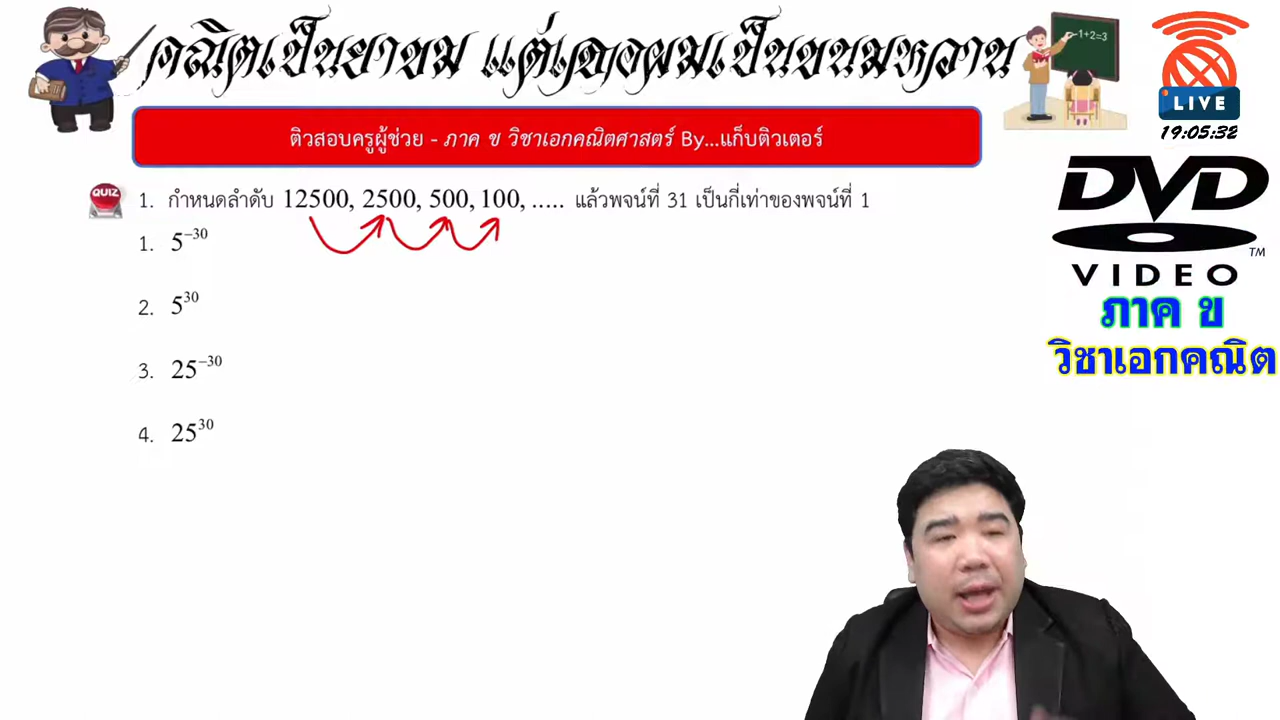 คณิตเป็นยาขม แต่เจอผมเป็นขนมหวาน
1+2=3
LIVE
19:05:32
ติวสอบครูผู้ช่วย - ภาค ข วิชาเอกคณิตศาสตร์ By...แก็บติวเตอร์
QUIZ
1. กำหนดลำดับ 12500, 2500, 500, 100, ..... แล้วพจน์ที่ 31 เป็นกี่เท่าของพจน์ที่ 1
1. 5⁻³⁰
2. 5³⁰
3. 25⁻³⁰
4. 25³⁰
DVD
TM
VIDEO
ภาค ข
วิชาเอกคณิต